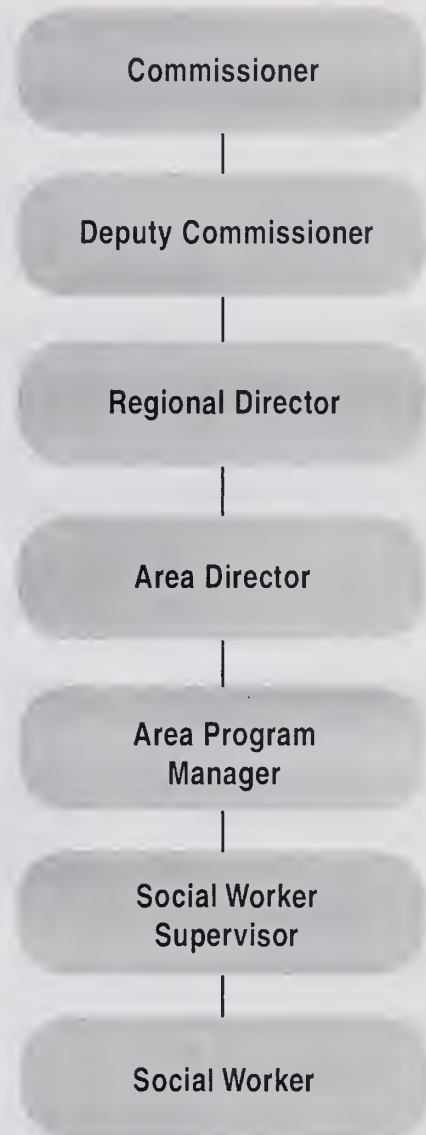 Commissioner
Deputy Commissioner
Regional Director
Area Director
Area Program
Manager
Social Worker
Supervisor
Social Worker